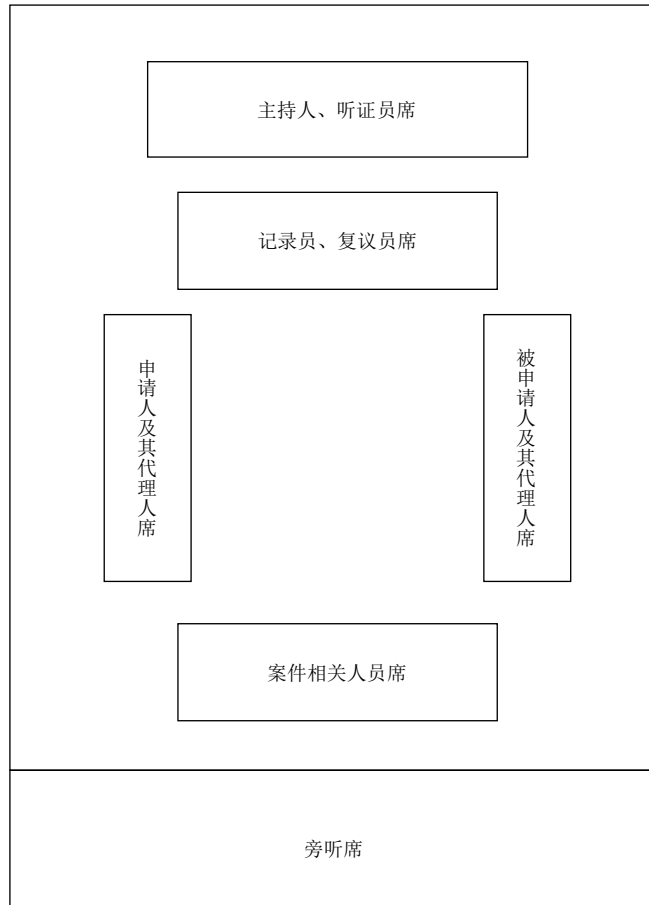 主持人、听证员席
记录员、复议员席
申请人及其代理人席
被申请人及其代理人席
案件相关人员席
旁听席